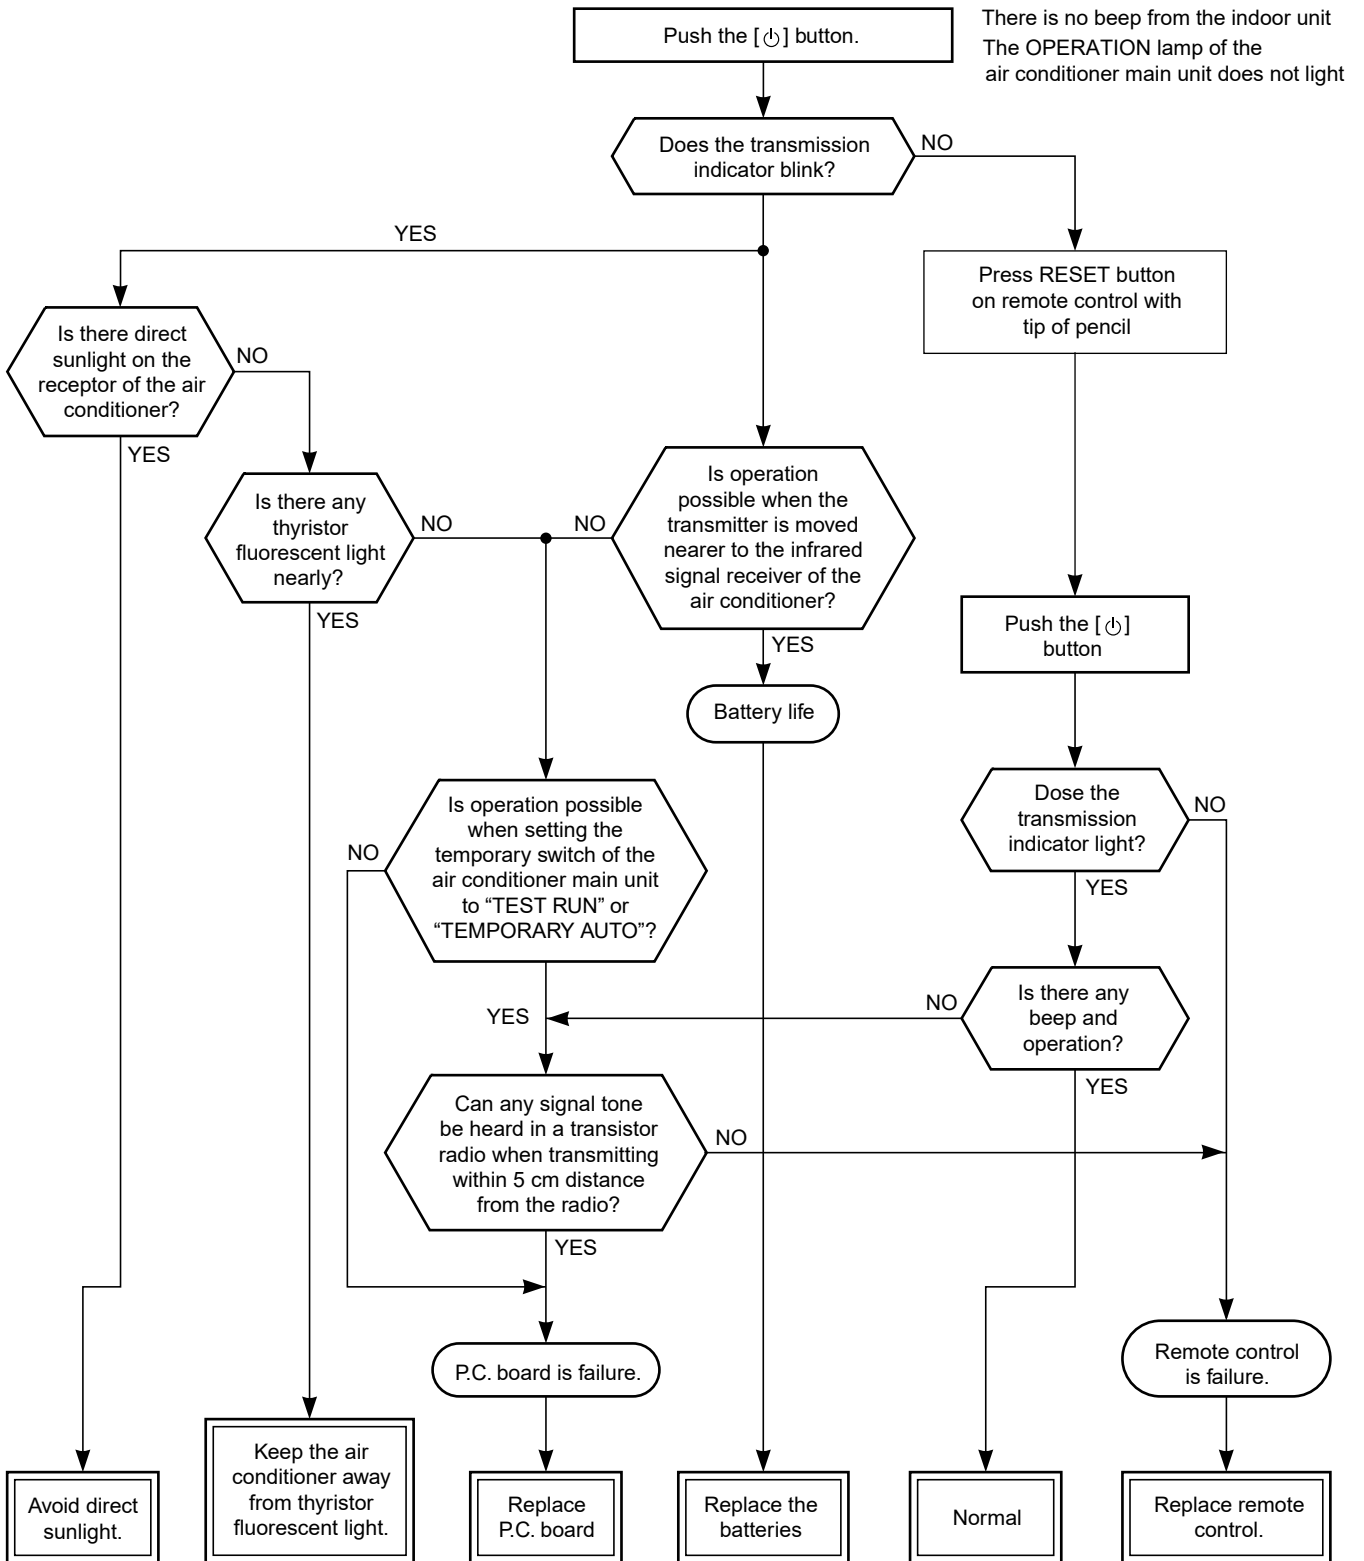 Push the [⏻] button.
There is no beep from the indoor unit
The OPERATION lamp of the
air conditioner main unit does not light
Does the transmission
indicator blink?
NO
YES
Press RESET button
on remote control with
tip of pencil
Is there direct
sunlight on the
receptor of the air
conditioner?
NO
YES
Is there any
thyristor
fluorescent light
nearly?
NO
YES
Is operation
possible when the
transmitter is moved
nearer to the infrared
signal receiver of the
air conditioner?
NO
YES
Push the [⏻]
button
Battery life
Is operation possible
when setting the
temporary switch of the
air conditioner main unit
to “TEST RUN” or
“TEMPORARY AUTO”?
NO
YES
Dose the
transmission
indicator light?
NO
YES
Is there any
beep and
operation?
NO
YES
Can any signal tone
be heard in a transistor
radio when transmitting
within 5 cm distance
from the radio?
NO
YES
P.C. board is failure.
Remote control
is failure.
Avoid direct
sunlight.
Keep the air
conditioner away
from thyristor
fluorescent light.
Replace
P.C. board
Replace the
batteries
Normal
Replace remote
control.